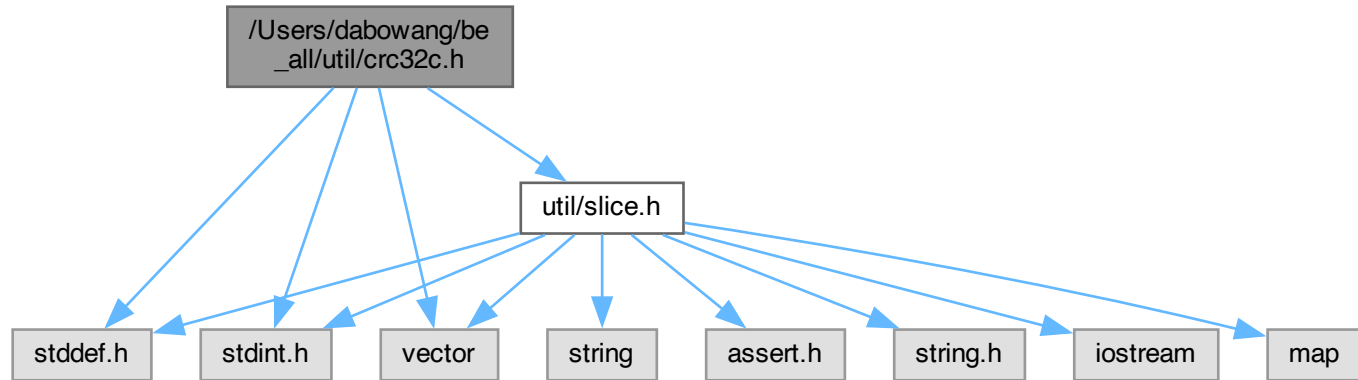 /Users/dabowang/be
_all/util/crc32c.h
util/slice.h
stddef.h
stdint.h
vector
string
assert.h
string.h
iostream
map